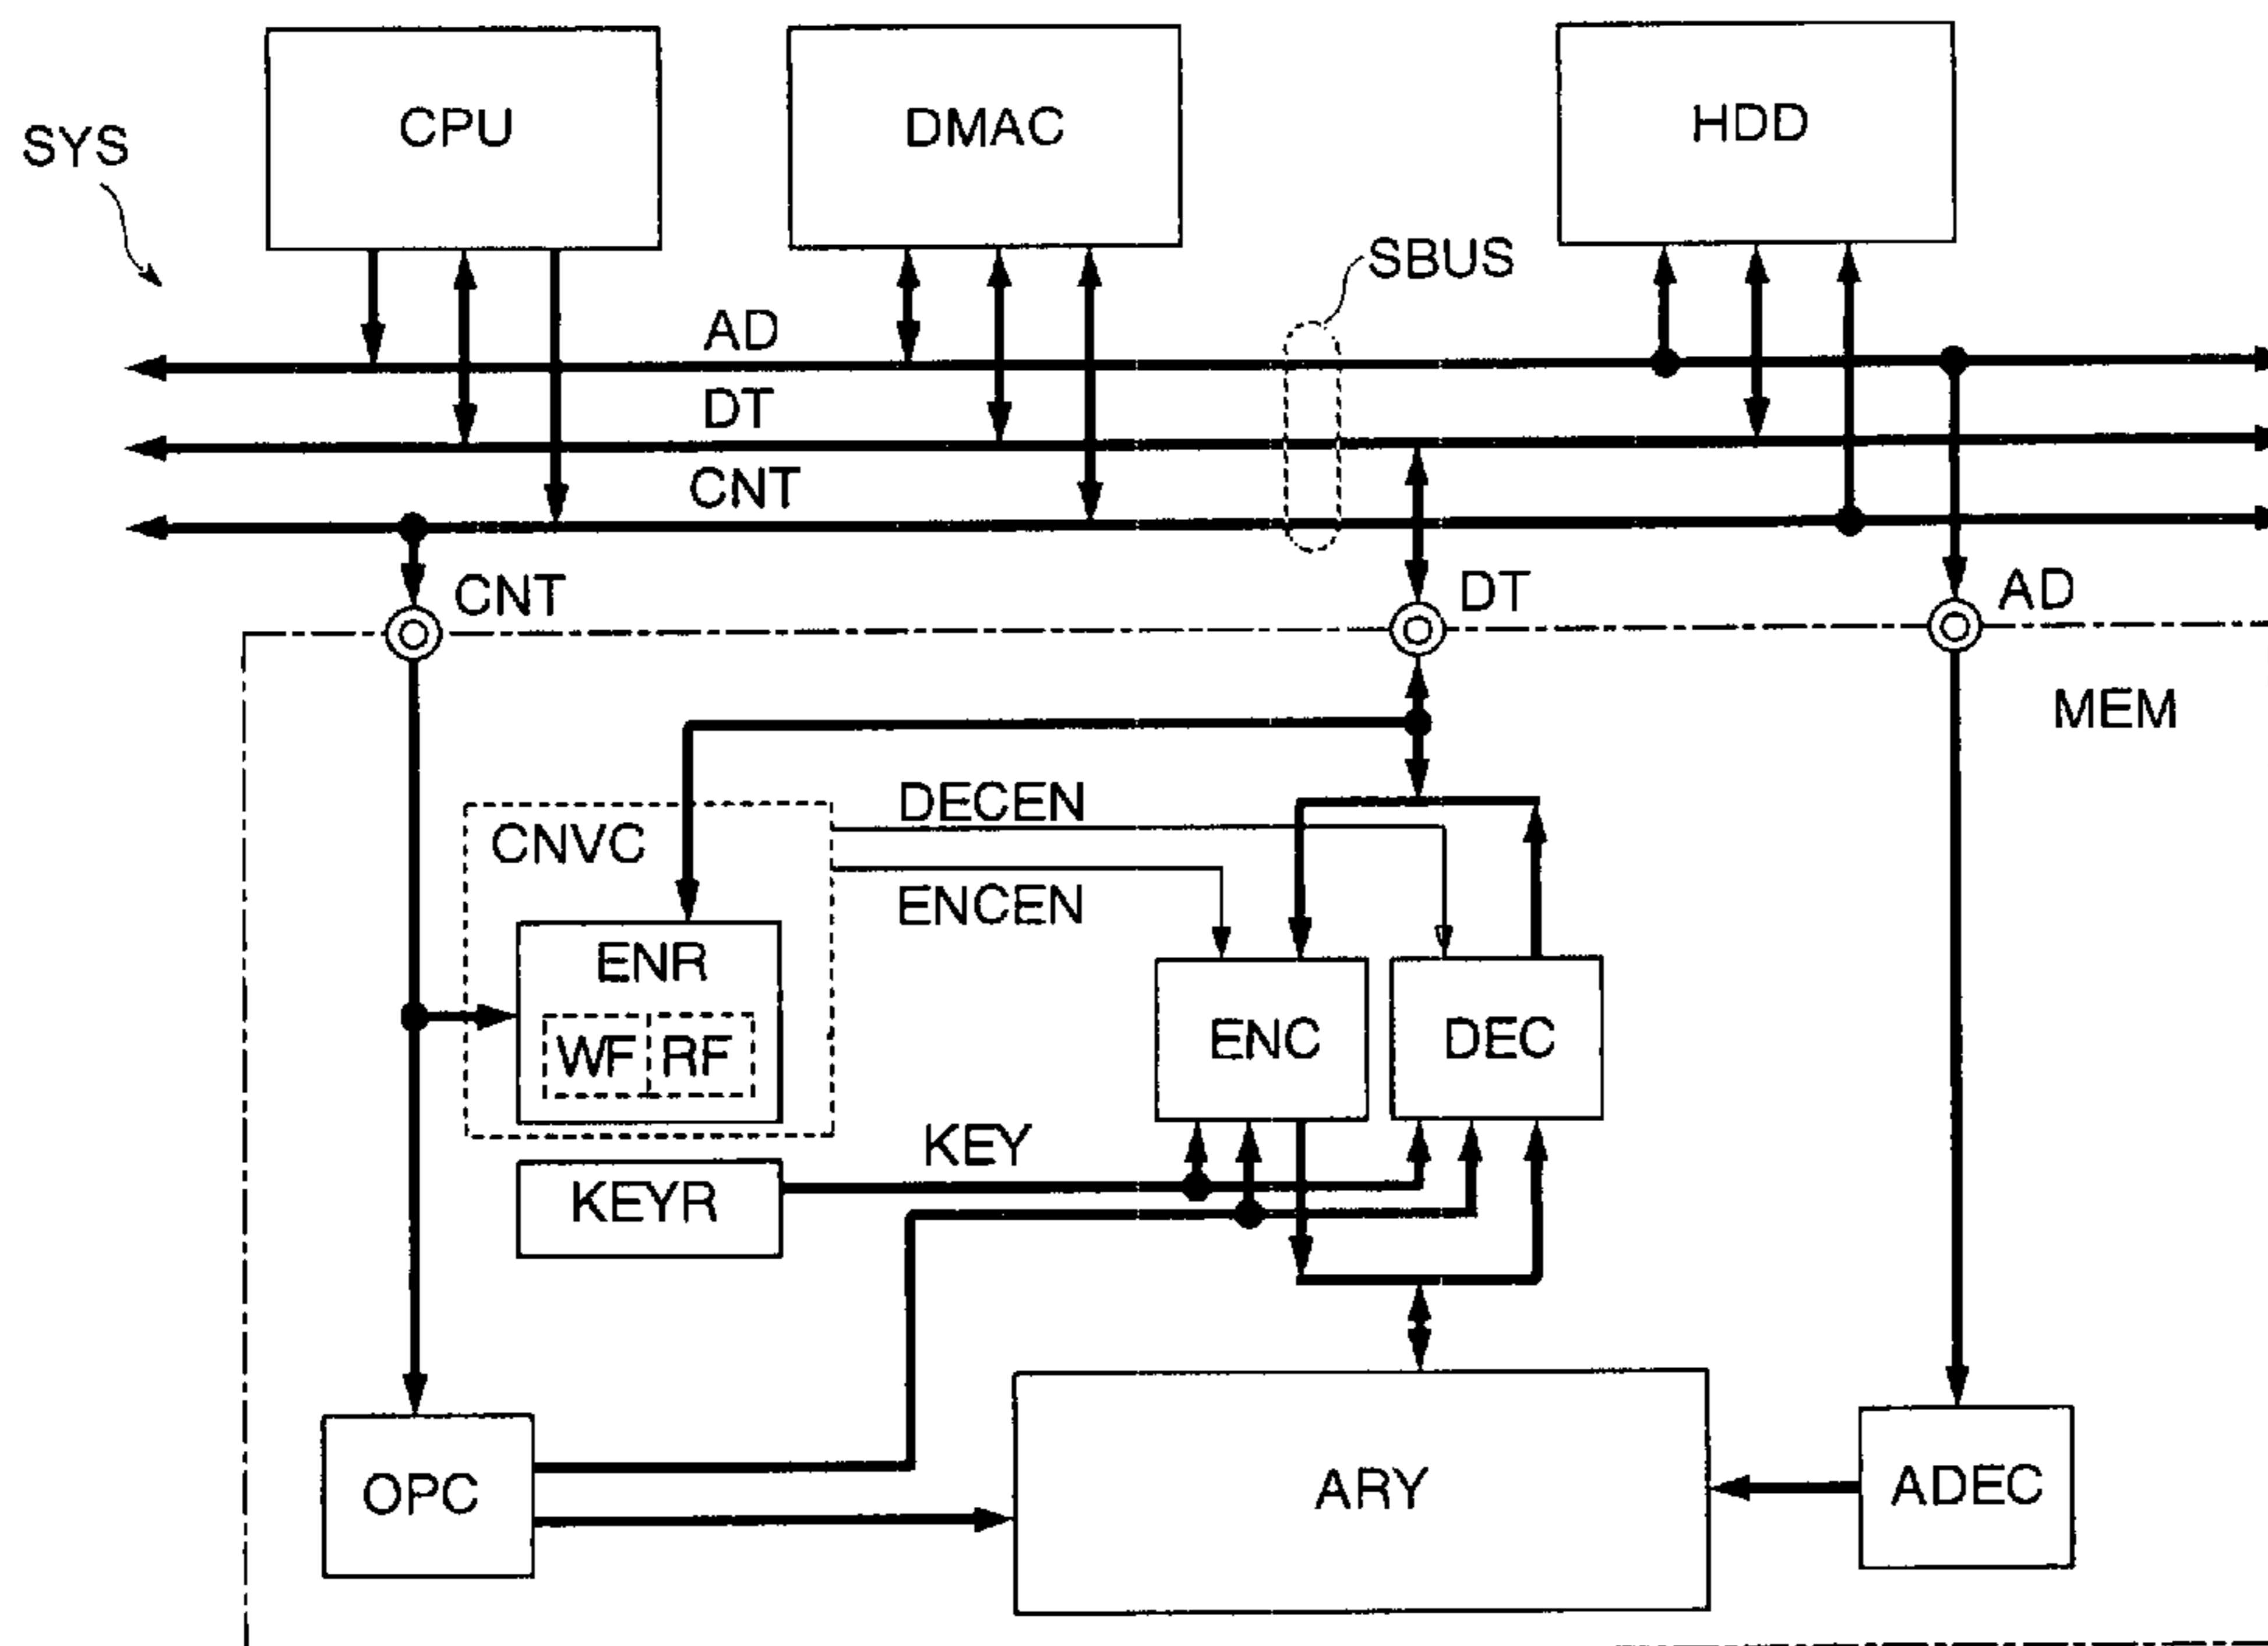 CPU
DMAC
HDD
SYS
SBUS
AD
DT
CNT
CNT
DT
AD
MEM
DECEN
CNVC
ENCEN
ENR
WF RF
ENC
DEC
KEY
KEYR
OPC
ARY
ADEC